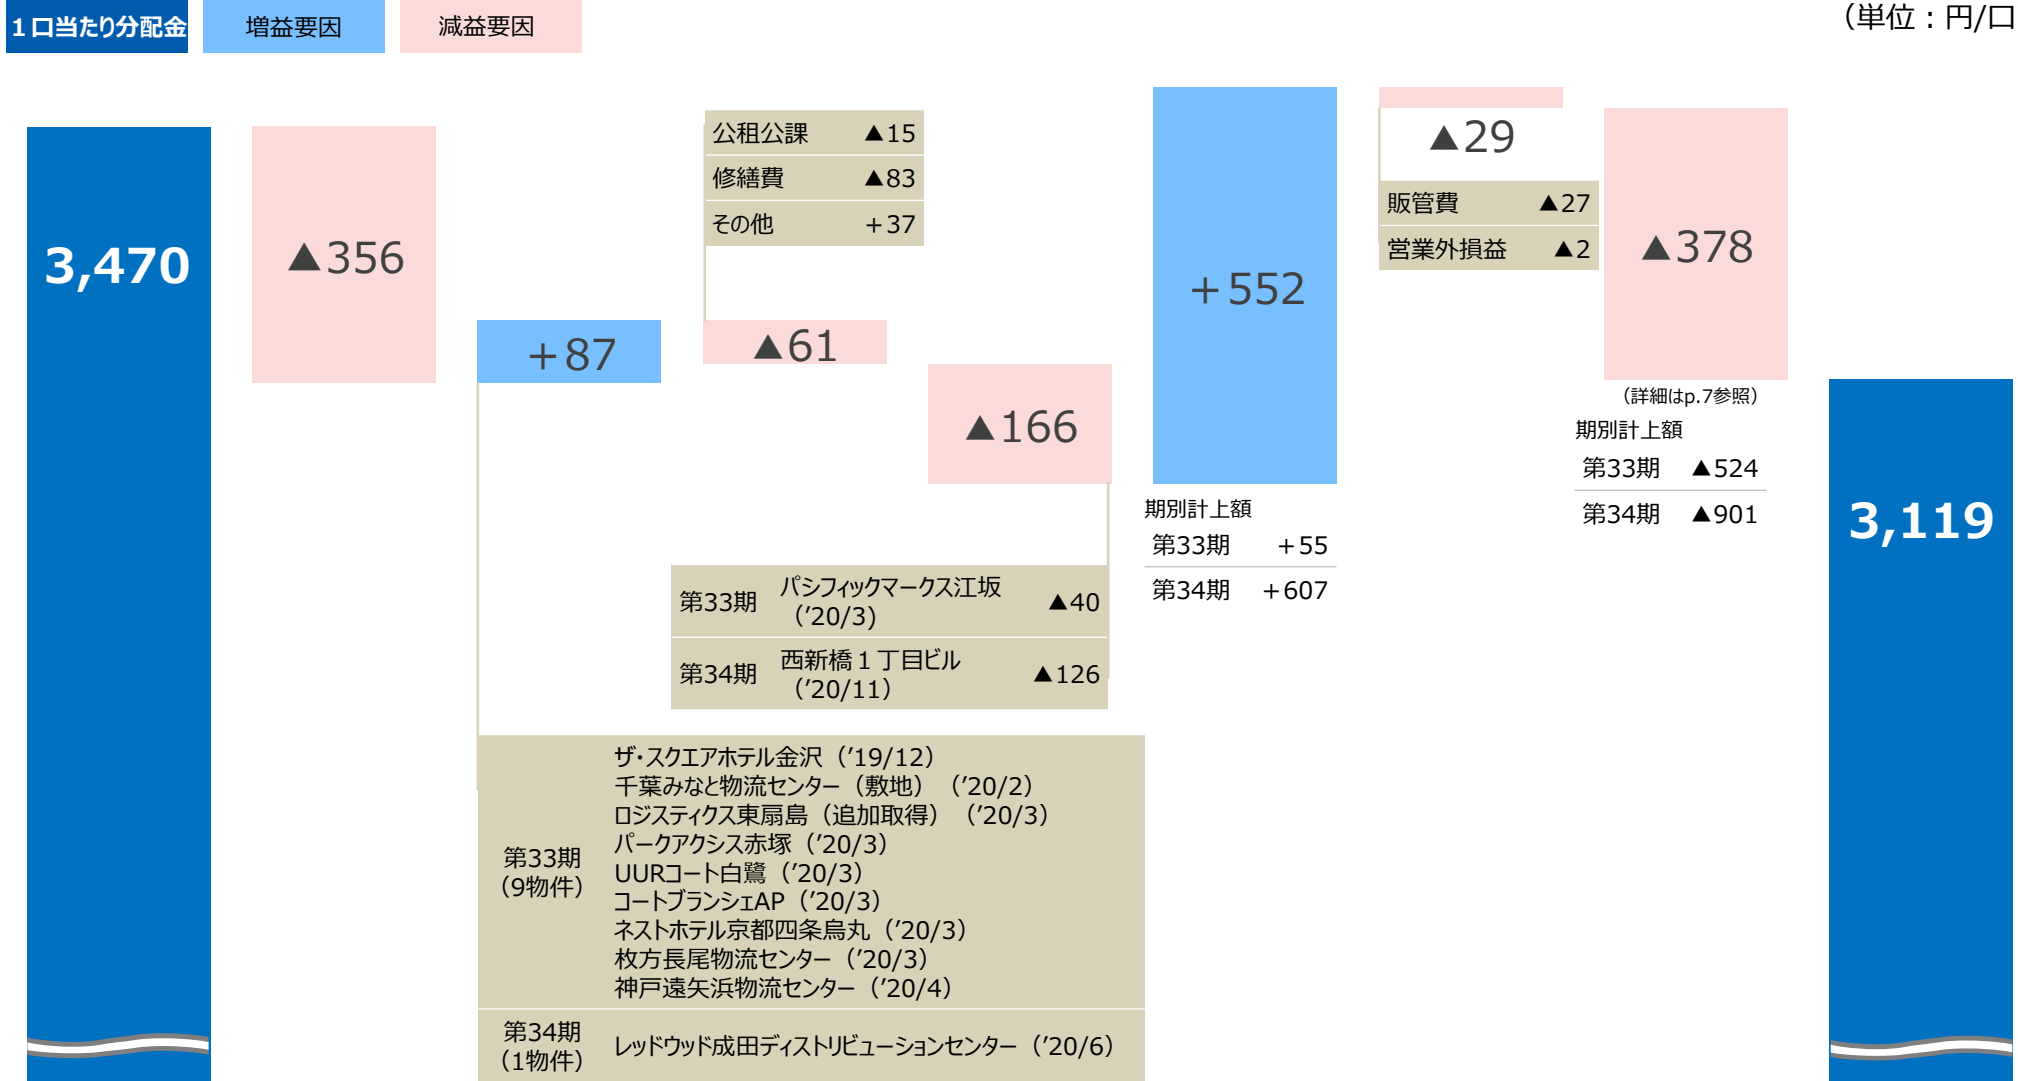 １口当たり分配金
増益要因
減益要因
（単位：円/口
3,470
▲356
＋87
公租公課 ▲15
修繕費 ▲83
その他 ＋37
▲61
▲166
＋552
▲29
販管費 ▲27
営業外損益 ▲2
▲378
（詳細はp.7参照）
期別計上額
第33期 ▲524
第34期 ▲901
3,119
期別計上額
第33期 ＋55
第34期 ＋607
第33期 パシフィックマークス江坂 ▲40
（’20/3)
第34期 西新橋１丁目ビル ▲126
（’20/11）
第33期
（9物件）
ザ・スクエアホテル金沢（’19/12）
千葉みなと物流センター（敷地）（’20/2）
ロジスティクス東扇島（追加取得）（’20/3）
パークアクシス赤塚（’20/3）
UURコート白鷺（’20/3）
コートブランシェAP（’20/3）
ネストホテル京都四条烏丸（’20/3）
枚方長尾物流センター（’20/3）
神戸遠矢浜物流センター（’20/4）
第34期
（1物件）
レッドウッド成田ディストリビューションセンター（’20/6）